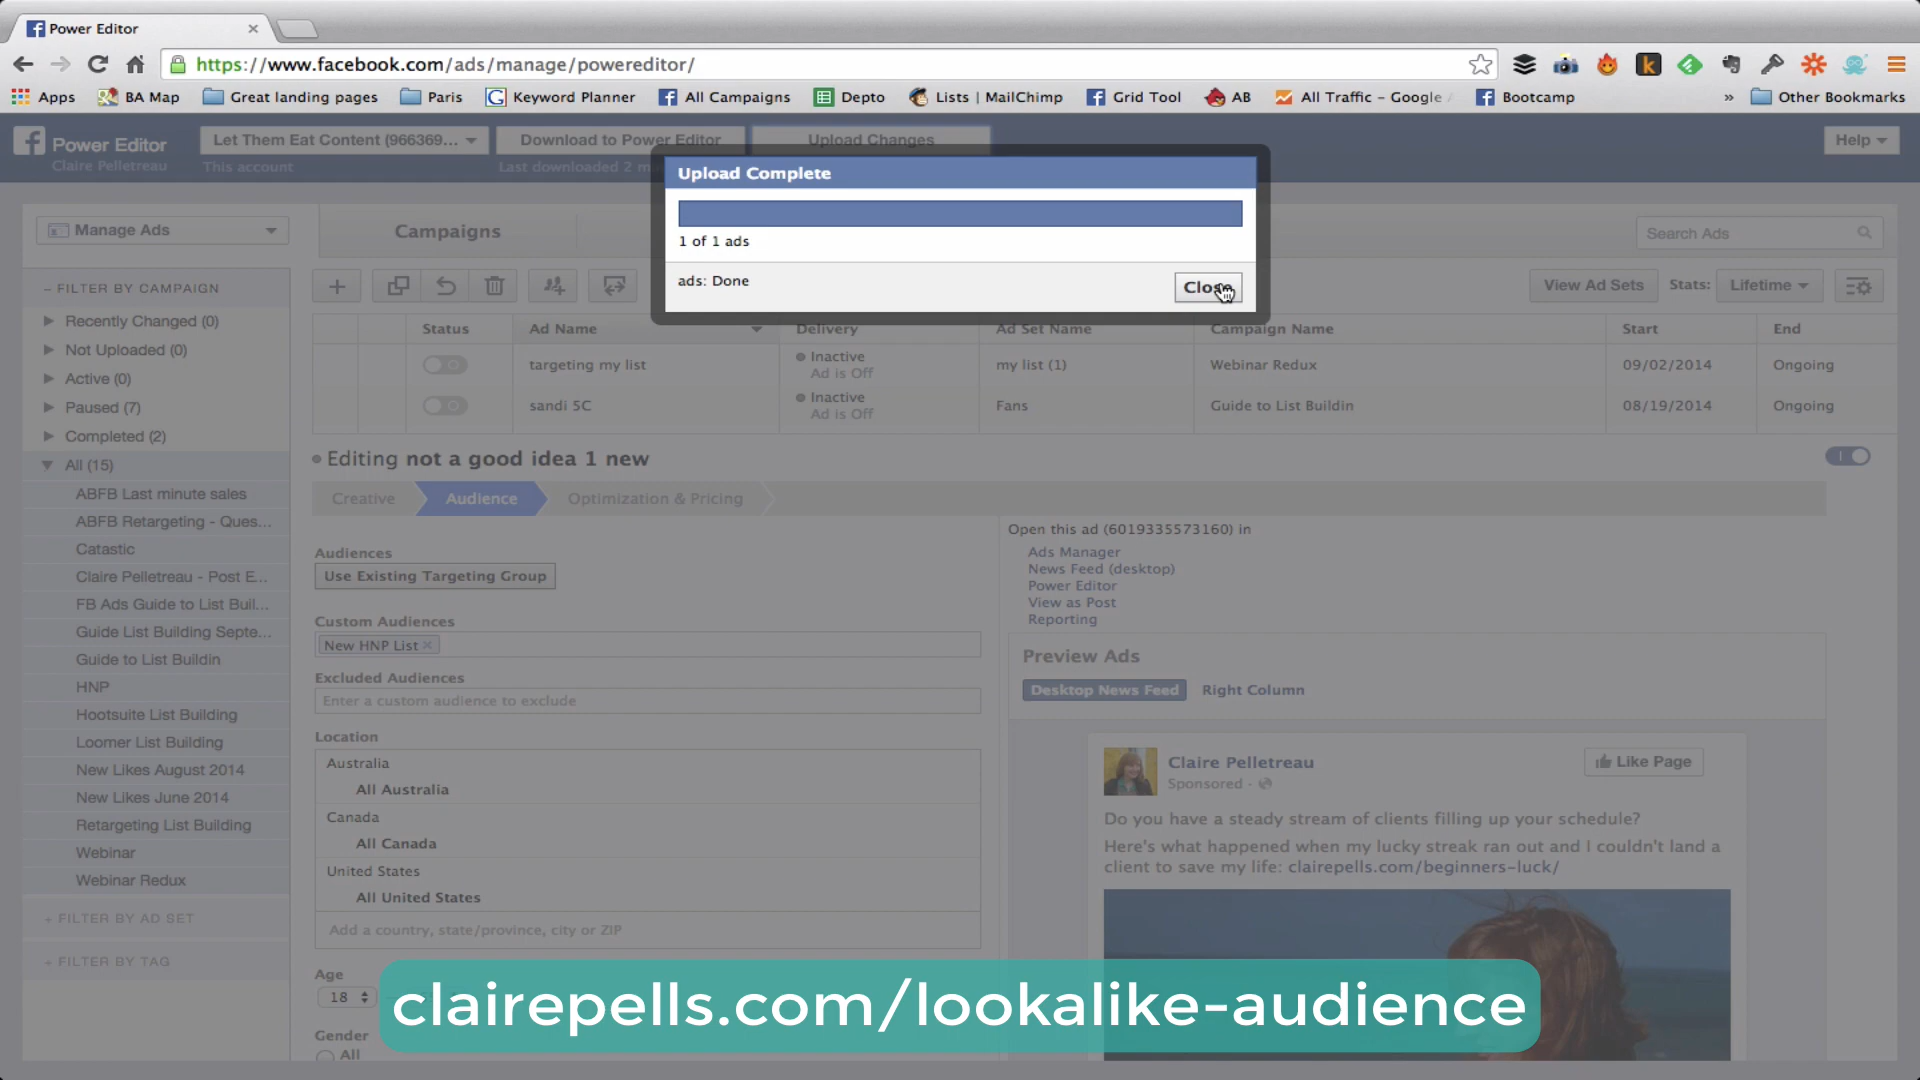 Power Editor
https://www.facebook.com/ads/manage/powereditor/
Apps BA Map Great landing pages Paris Keyword Planner All Campaigns Depto Lists | MailChimp Grid Tool AB All Traffic – Google Bootcamp » Other Bookmarks
Power Editor
Claire Pelletreau
Let Them Eat Content (966369...
This account
Download to Power Editor
Last downloaded 2
Upload Changes
Help
Upload Complete
1 of 1 ads
ads: Done
Close
Manage Ads
Campaigns
Search Ads
– FILTER BY CAMPAIGN
Recently Changed (0)
Not Uploaded (0)
Active (0)
Paused (7)
Completed (2)
All (15)
ABFB Last minute sales
ABFB Retargeting - Ques...
Catastic
Claire Pelletreau - Post E...
FB Ads Guide to List Buil...
Guide List Building Septe...
Guide to List Buildin
HNP
Hootsuite List Building
Loomer List Building
New Likes August 2014
New Likes June 2014
Retargeting List Building
Webinar
Webinar Redux
+ FILTER BY AD SET
+ FILTER BY TAG
View Ad Sets Stats: Lifetime
Status Ad Name Delivery Ad Set Name Campaign Name Start End
targeting my list Inactive my list (1) Webinar Redux 09/02/2014 Ongoing
Ad is Off
sandi 5C Inactive Fans Guide to List Buildin 08/19/2014 Ongoing
Ad is Off
Editing not a good idea 1 new
Creative Audience Optimization & Pricing
Audiences
Use Existing Targeting Group
Custom Audiences
New HNP List ×
Excluded Audiences
Enter a custom audience to exclude
Location
Australia
All Australia
Canada
All Canada
United States
All United States
Add a country, state/province, city or ZIP
Age
18
Gender
All
Open this ad (6019335573160) in
Ads Manager
News Feed (desktop)
Power Editor
View as Post
Reporting
Preview Ads
Desktop News Feed Right Column
Claire Pelletreau
Sponsored ·
Like Page
Do you have a steady stream of clients filling up your schedule?
Here's what happened when my lucky streak ran out and I couldn't land a
client to save my life: clairepells.com/beginners-luck/
clairepells.com/lookalike-audience